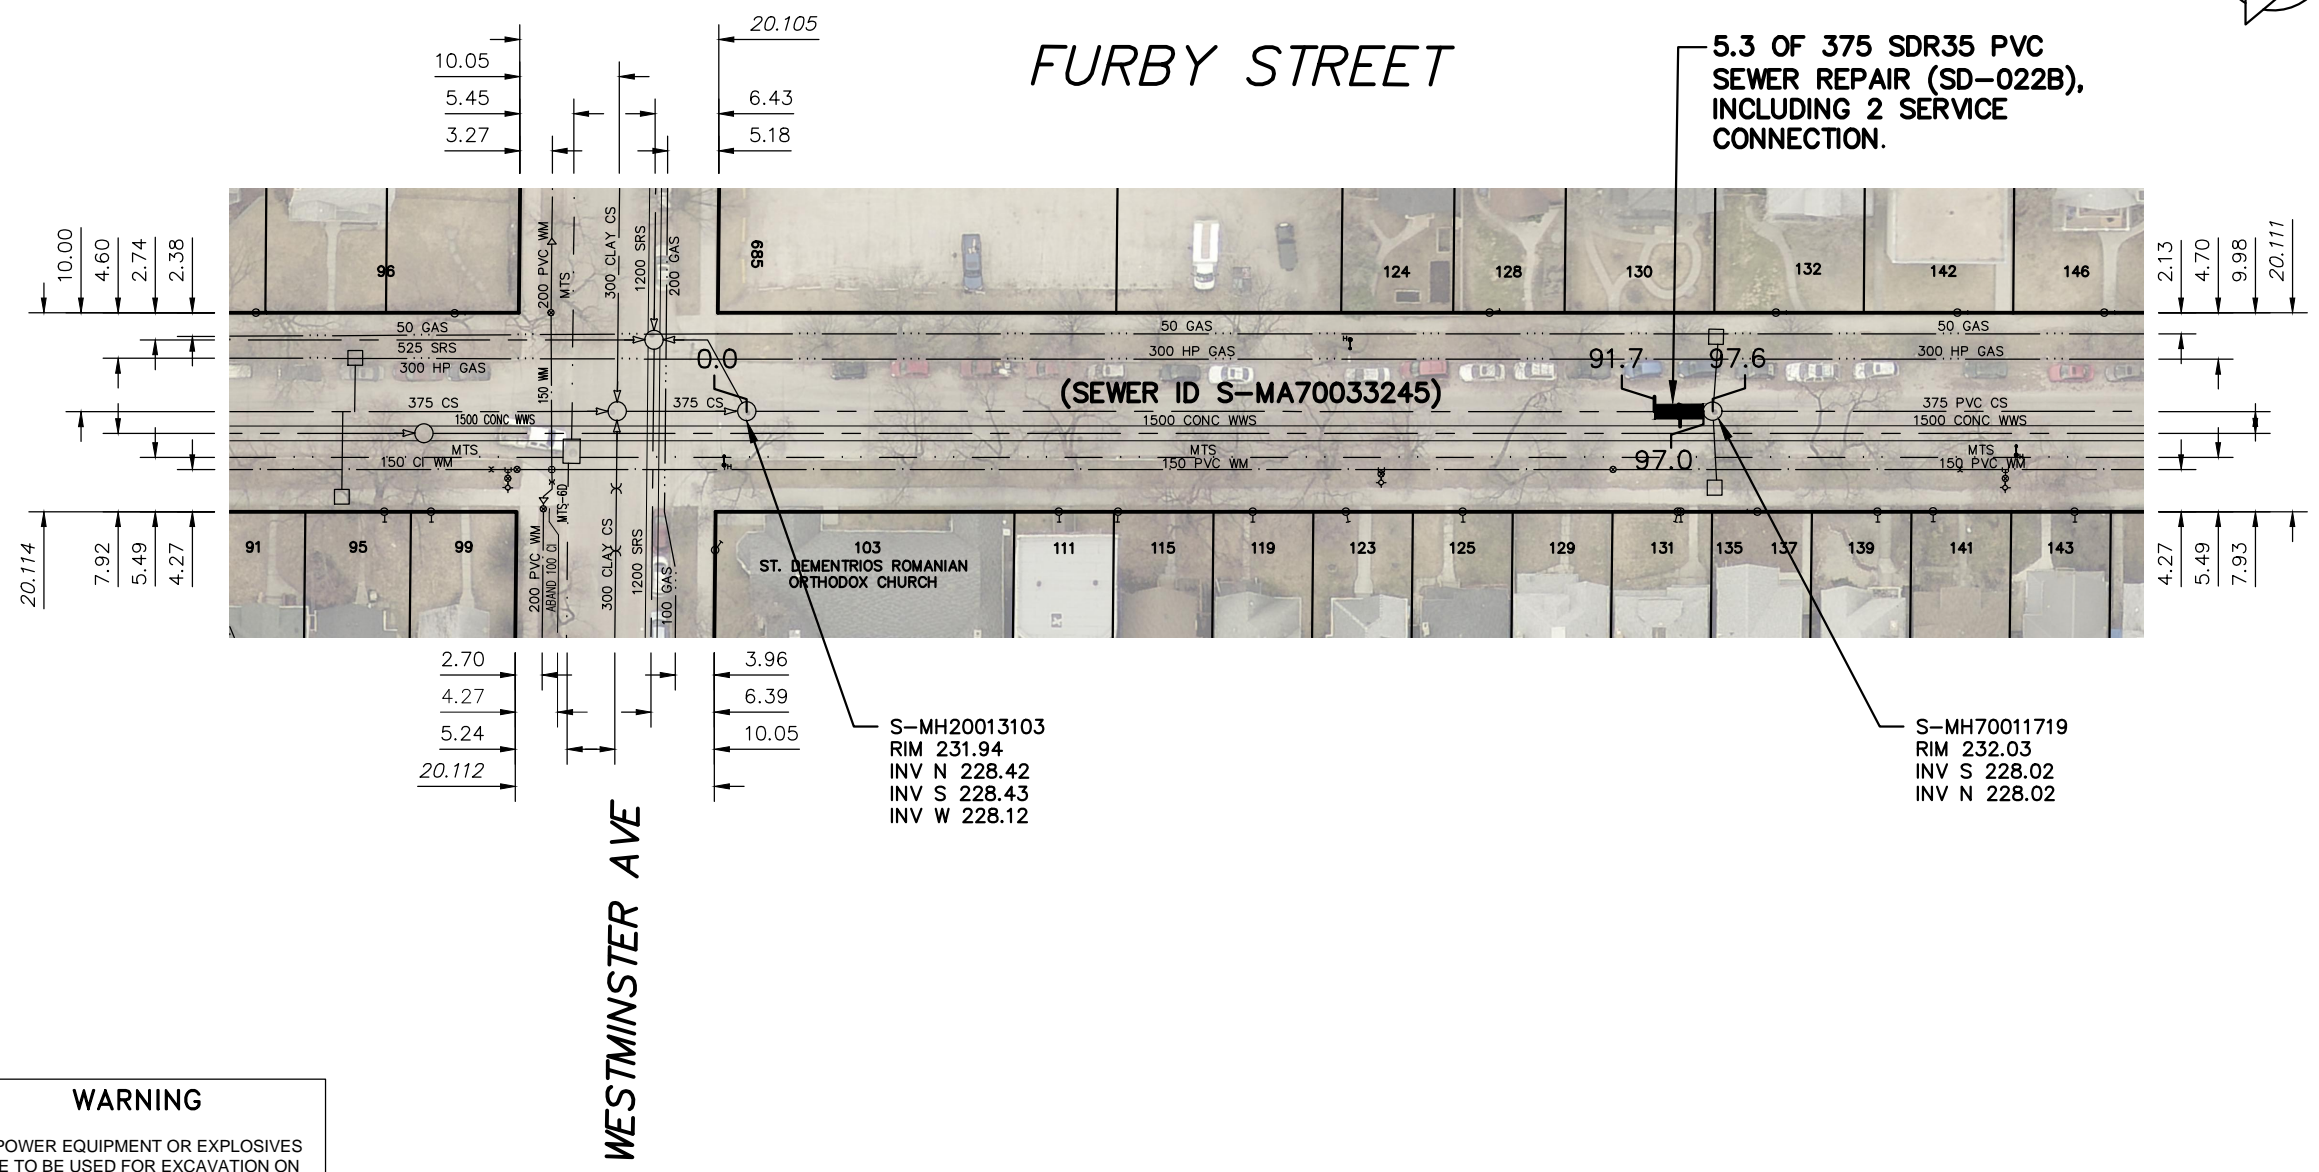 20.105
10.05
5.45
6.43
3.27
5.18
FURBY STREET
5.3 OF 375 SDR35 PVC
SEWER REPAIR (SD-022B),
INCLUDING 2 SERVICE
CONNECTION.
10.00
4.60
2.74
2.38
2.13
4.70
9.98
20.111
96
200 PVC WM
MTS
300 CLAY CS
1200 SRS
200 GAS
685
124
128
130
132
142
146
50 GAS
525 SRS
300 HP GAS
150 WM
0.0
50 GAS
300 HP GAS
91.7
97.6
50 GAS
300 HP GAS
(SEWER ID S-MA70033245)
375 CS
375 CS
375 PVC CS
1500 CONC WWS
1500 CONC WWS
1500 CONC WWS
MTS
150 CI WM
MTS
150 PVC WM
97.0
MTS
150 PVC WM
MTS-6D
20.114
7.92
5.49
4.27
4.27
5.49
7.93
91
95
99
200 PVC WM
ABAND 100 CI
300 CLAY CS
1200 SRS
100 GAS
103
ST. DEMENTRIOS ROMANIAN
ORTHODOX CHURCH
111
115
119
123
125
129
131
135
137
139
141
143
2.70
3.96
4.27
6.39
5.24
10.05
20.112
S-MH20013103
RIM 231.94
INV N 228.42
INV S 228.43
INV W 228.12
S-MH70011719
RIM 232.03
INV S 228.02
INV N 228.02
WESTMINSTER AVE
WARNING
POWER EQUIPMENT OR EXPLOSIVES
TO BE USED FOR EXCAVATION ON